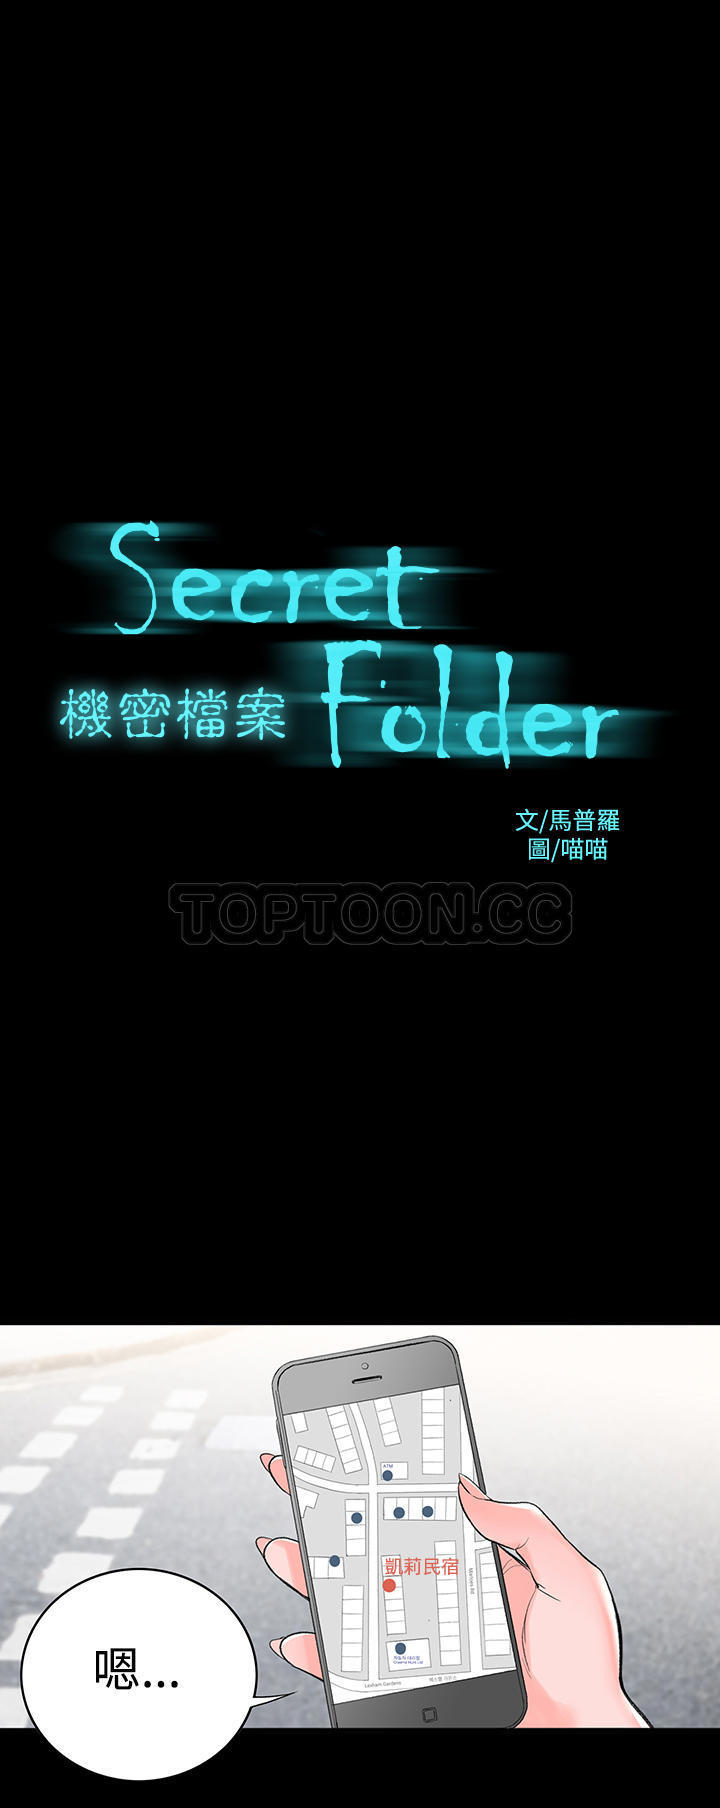 Secret
Folder
機密檔案
文/馬普羅
圖/喵喵
TOPTOON.CC
ATM
凱莉民宿
Marloes Rd
Lexham Gardens
嗯...